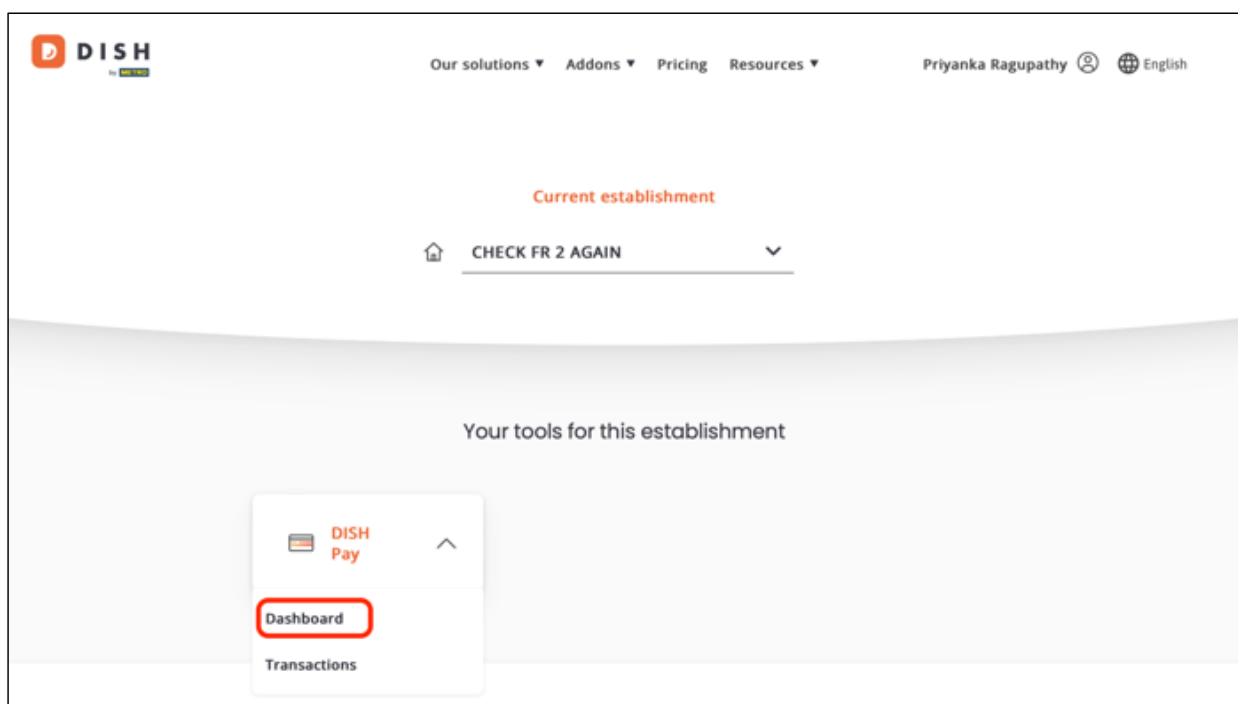 DISH
by METRO
Our solutions ▼ Addons ▼ Pricing Resources ▼ Priyanka Ragupathy English
Current establishment
CHECK FR 2 AGAIN
Your tools for this establishment
DISH
Pay
Dashboard
Transactions